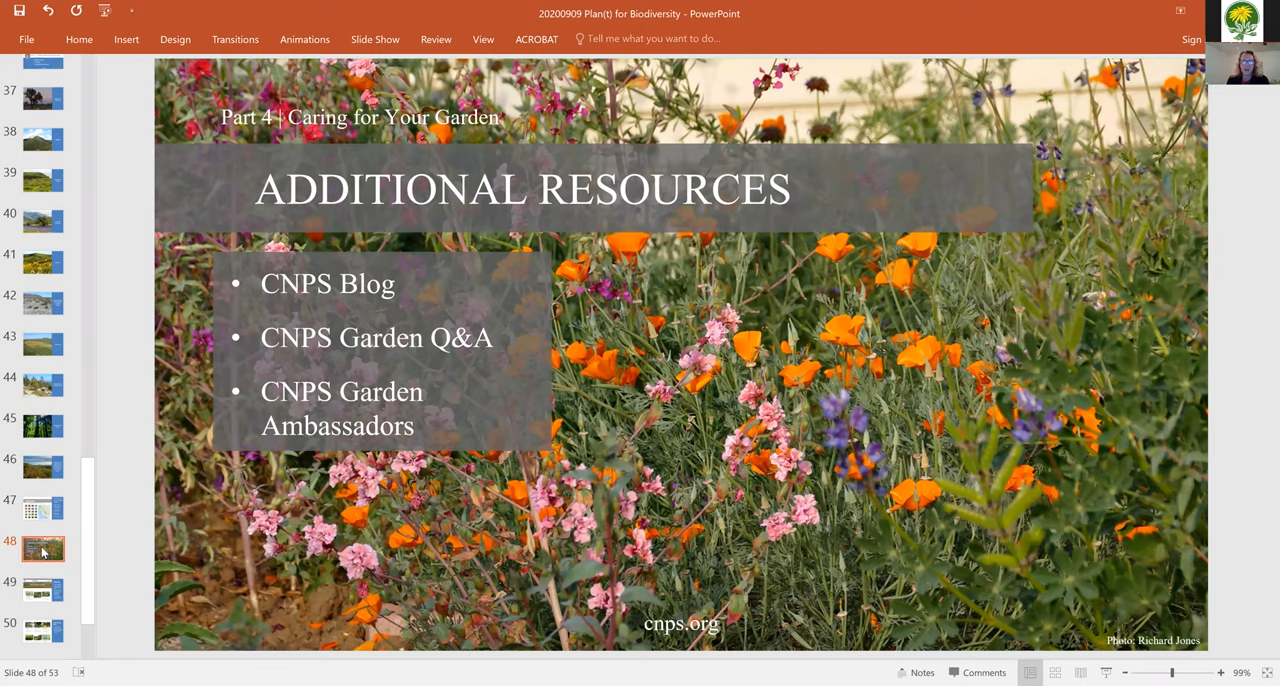 20200909 Plan(t) for Biodiversity - PowerPoint
File Home Insert Design Transitions Animations Slide Show Review View ACROBAT Tell me what you want to do... Sign
37
38
39
40
41
42
43
44
45
46
47
48
49
50
Part 4 | Caring for Your Garden
ADDITIONAL RESOURCES
• CNPS Blog
• CNPS Garden Q&A
• CNPS Garden
Ambassadors
cnps.org
Photo: Richard Jones
Slide 48 of 53 Notes Comments 99%